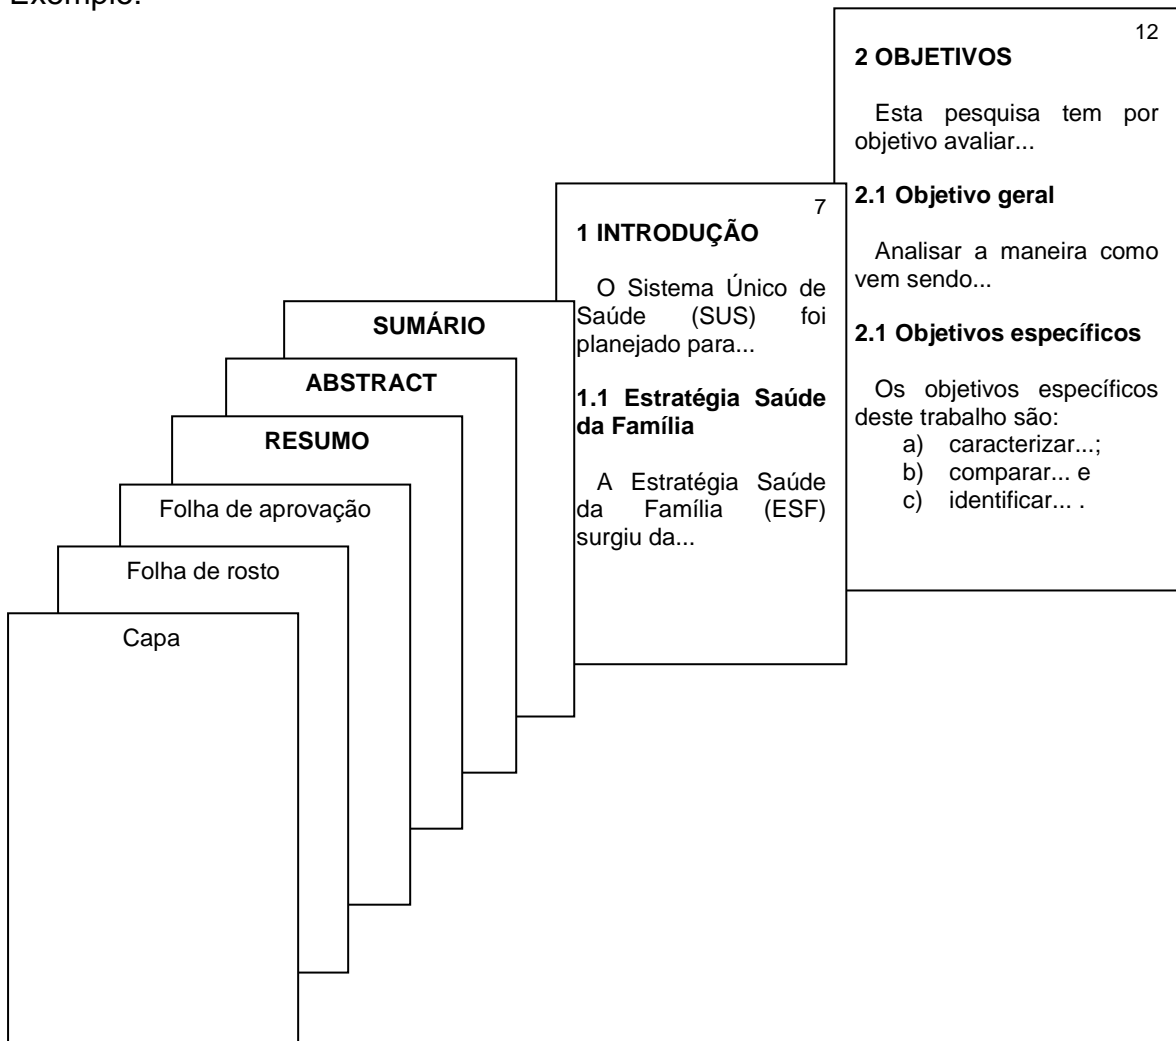 Exemplo:
12
2 OBJETIVOS
Esta pesquisa tem por
objetivo avaliar...
2.1 Objetivo geral
Analisar a maneira como
vem sendo...
2.1 Objetivos específicos
Os objetivos específicos
deste trabalho são:
a) caracterizar...;
b) comparar... e
c) identificar... .
7
1 INTRODUÇÃO
O Sistema Único de
Saúde (SUS) foi
planejado para...
1.1 Estratégia Saúde
da Família
A Estratégia Saúde
da Família (ESF)
surgiu da...
SUMÁRIO
ABSTRACT
RESUMO
Folha de aprovação
Folha de rosto
Capa